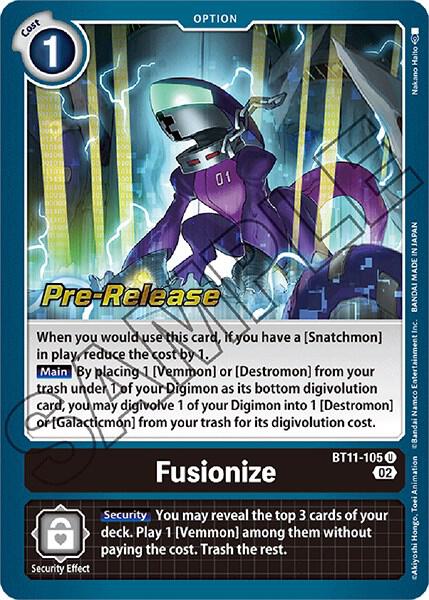 OPTION
Cost
1
01
Nakano Haito
BANDAI MADE IN JAPAN
©Bandai Namco Entertainment Inc.
©Akiyoshi Hongo, Toei Animation
SAMPLE
Pre-Release
When you would use this card, if you have a [Snatchmon]
in play, reduce the cost by 1.
Main By placing 1 [Vemmon] or [Destromon] from your
trash under 1 of your Digimon as its bottom digivolution
card, you may digivolve 1 of your Digimon into 1 [Destromon]
or [Galacticmon] from your trash for its digivolution cost.
BT11-105 U
Fusionize
02
Security You may reveal the top 3 cards of your
deck. Play 1 [Vemmon] among them without
paying the cost. Trash the rest.
Security Effect